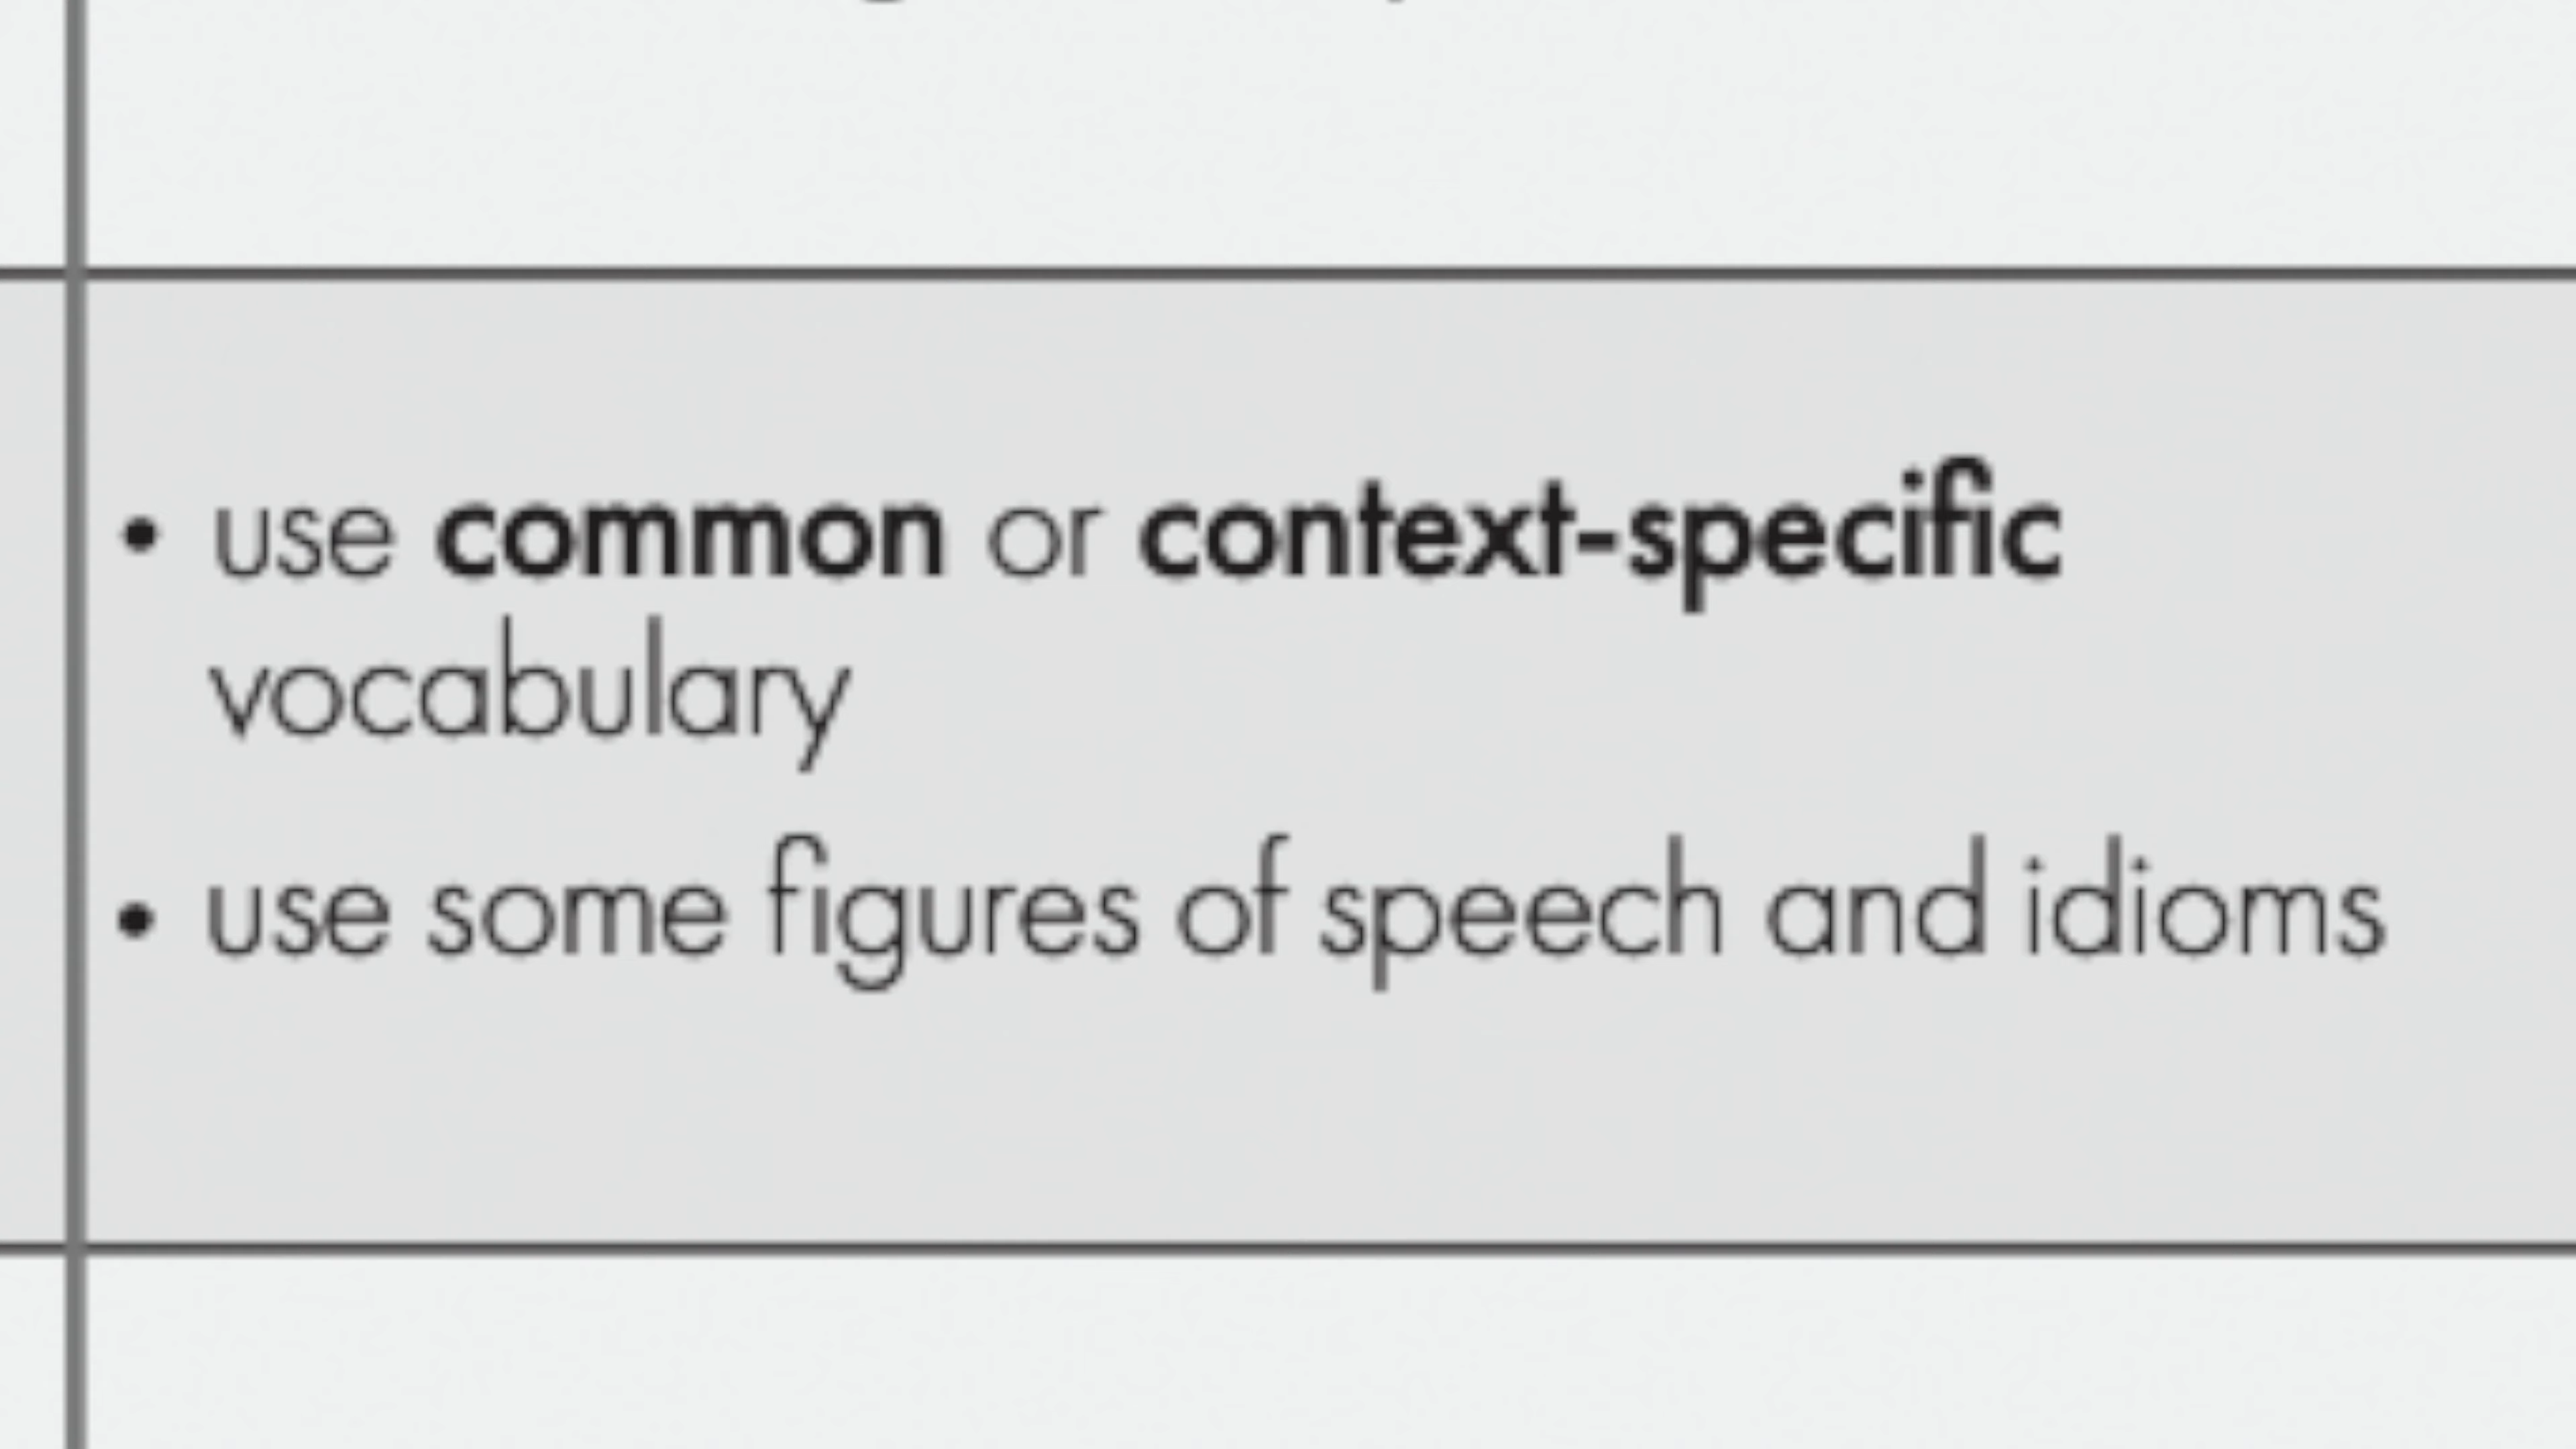 • use common or context-specific
vocabulary
• use some figures of speech and idioms